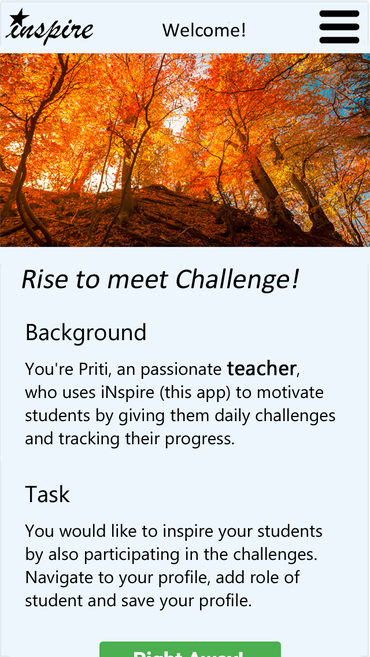 inspire
Welcome!
Rise to meet Challenge!
Background
You're Priti, an passionate teacher,
who uses iNspire (this app) to motivate
students by giving them daily challenges
and tracking their progress.
Task
You would like to inspire your students
by also participating in the challenges.
Navigate to your profile, add role of
student and save your profile.
Right Away!